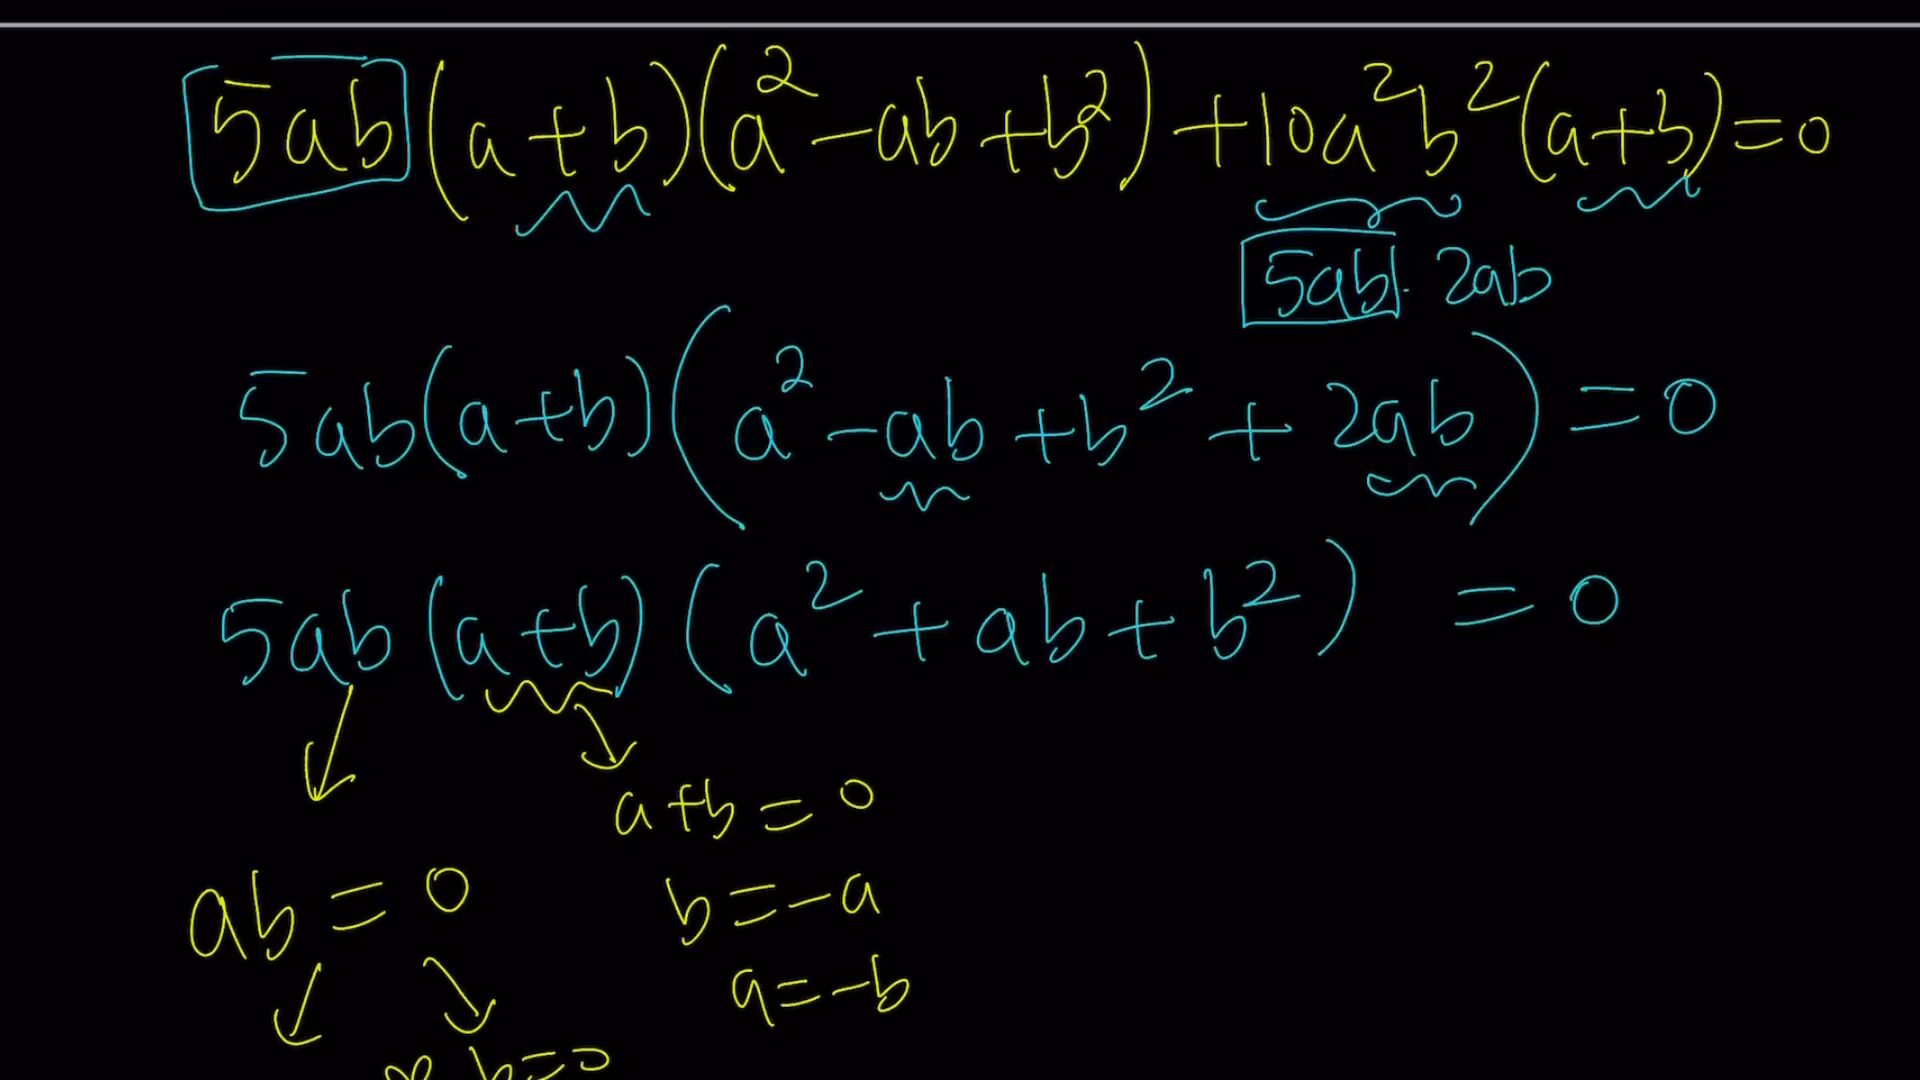 5ab(a+b)(a²-ab+b²)+10a²b²(a+b)=0
5ab·2ab
5ab(a+b)(a²-ab+b²+2ab)=0
5ab(a+b)(a²+ab+b²)=0
a+b=0
ab=0
b=-a
a=-b
b=0